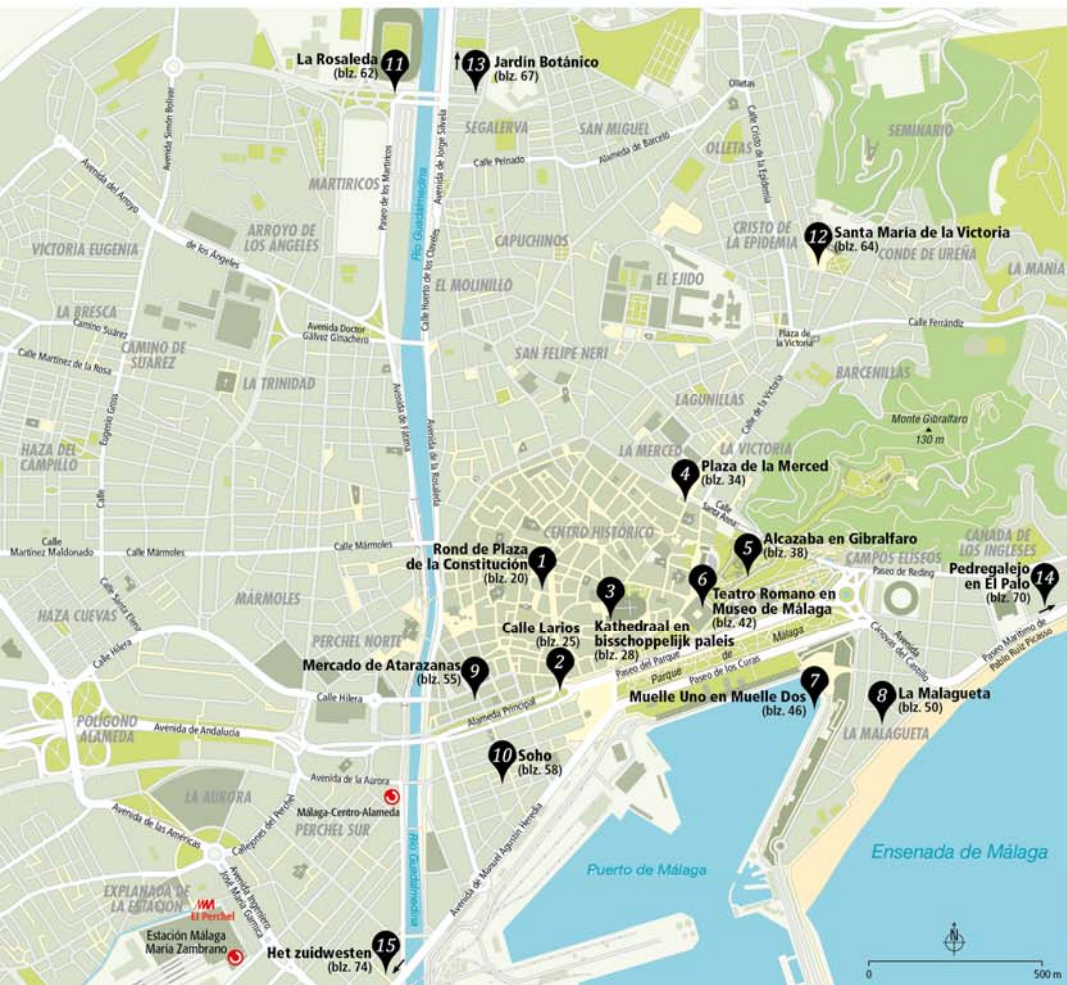 La Rosaleda
(blz. 62)
11
13
Jardín Botánico
(blz. 67)
Olletas
Avenida Simón Bolívar
SEGALERVA
SAN MIGUEL
OLLETAS
SEMINARIO
Calle Peinado
Alameda de Barceló
Calle Cristo de la Epidemia
Avenida de Jorge Silvela
Paseo de los Martiricos
Río Guadalmedina
MARTIRICOS
Avenida del Arroyo
de los Angeles
ARROYO DE
LOS ANGELES
VICTORIA EUGENIA
CAPUCHINOS
CRISTO DE
LA EPIDEMIA
12
Santa María de la Victoria
(blz. 64)
CONDE DE UREÑA
LA MANIA
Calle Huerto de los Claveles
EL MOLINILLO
EL EJIDO
LA BRESCA
Camino Suárez
CAMINO DE
SUAREZ
Avenida Doctor
Gálvez Ginachero
Calle Martínez de la Rosa
Plaza de
la Victoria
Calle Ferrándiz
SAN FELIPE NERI
BARCENILLAS
LA TRINIDAD
LAGUNILLAS
Eugenio Gross
Calle
Avenida de Fátima
Avenida de la Rosaleda
Calle de la Victoria
Monte Gibralfaro
130 m
HAZA DEL
CAMPILLO
LA MERCED
LA VICTORIA
4
Plaza de la Merced
(blz. 34)
Calle
Santa Anna
CENTRO HISTORICO
5
Alcazaba en Gibralfaro
(blz. 38)
CAÑADA DE
LOS INGLESES
CAMPOS ELÍSEOS
Calle
Martínez Maldonado
Calle Mármoles
Calle Mármoles
Rond de Plaza
de la Constitución
(blz. 20)
1
Paseo de Reding
Pedregalejo
en El Palo
(blz. 70)
14
6
Teatro Romano en
Museo de Málaga
(blz. 42)
3
Kathedraal en
bisschoppelijk paleis
(blz. 28)
HAZA CUEVAS
Calle Santa Elena
MÁRMOLES
Calle Hilera
PERCHEL NORTE
Calle Larios
(blz. 25)
2
Mercado de Atarazanas
(blz. 55)
9
Calle Hilera
Paseo del Parque
Parque
de
Málaga
Paseo de los Curas
Avenida
Cánovas del Castillo
Paseo Marítimo de
Pablo Ruiz Picasso
Muelle Uno en Muelle Dos
(blz. 46)
7
8
La Malagueta
(blz. 50)
LA MALAGUETA
Alameda Principal
POLÍGONO
ALAMEDA
Avenida de Andalucía
10
Soho
(blz. 58)
Avenida de la Aurora
LA AURORA
Málaga-Centro-Alameda
PERCHEL SUR
Avenida de las Américas
Callejones del Perchel
Avenida de Manuel Agustín Heredia
Río Guadalmedina
Puerto de Málaga
Ensenada de Málaga
EXPLANADA DE
LA ESTACION
El Perchel
Avenida Ingeniero
José María Garnica
Estación Málaga
María Zambrano
Het zuidwesten
(blz. 74)
15
N
0
500 m